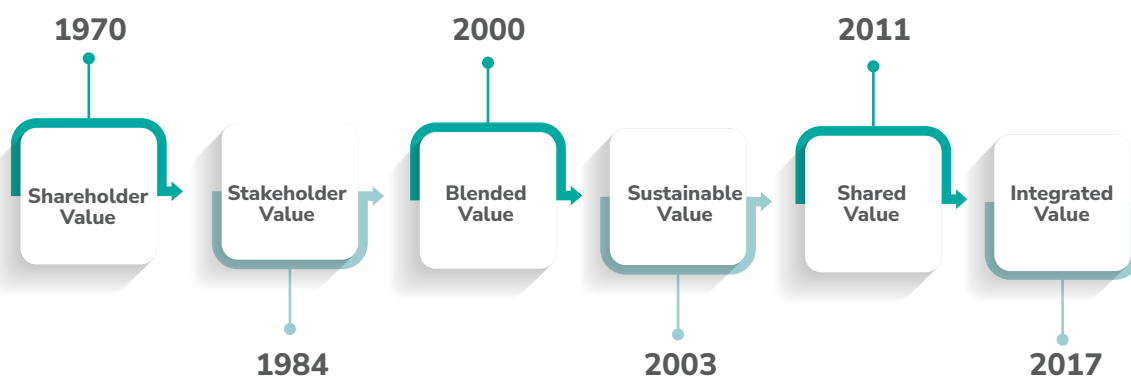 1970
2000
2011
Shareholder
Value
Stakeholder
Value
Blended
Value
Sustainable
Value
Shared
Value
Integrated
Value
1984
2003
2017